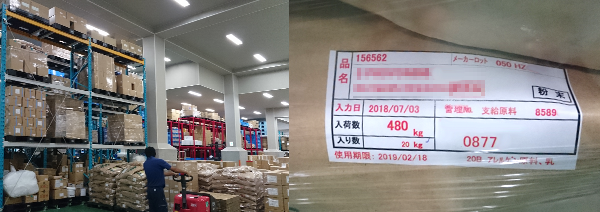 品名 156562 メーカーロット 050 HZ
粉末
入力日 2018/07/03 管理No. 支給原料 8589
入荷数 480 kg
入り数 20 kg 0877
使用期限: 2019/02/18